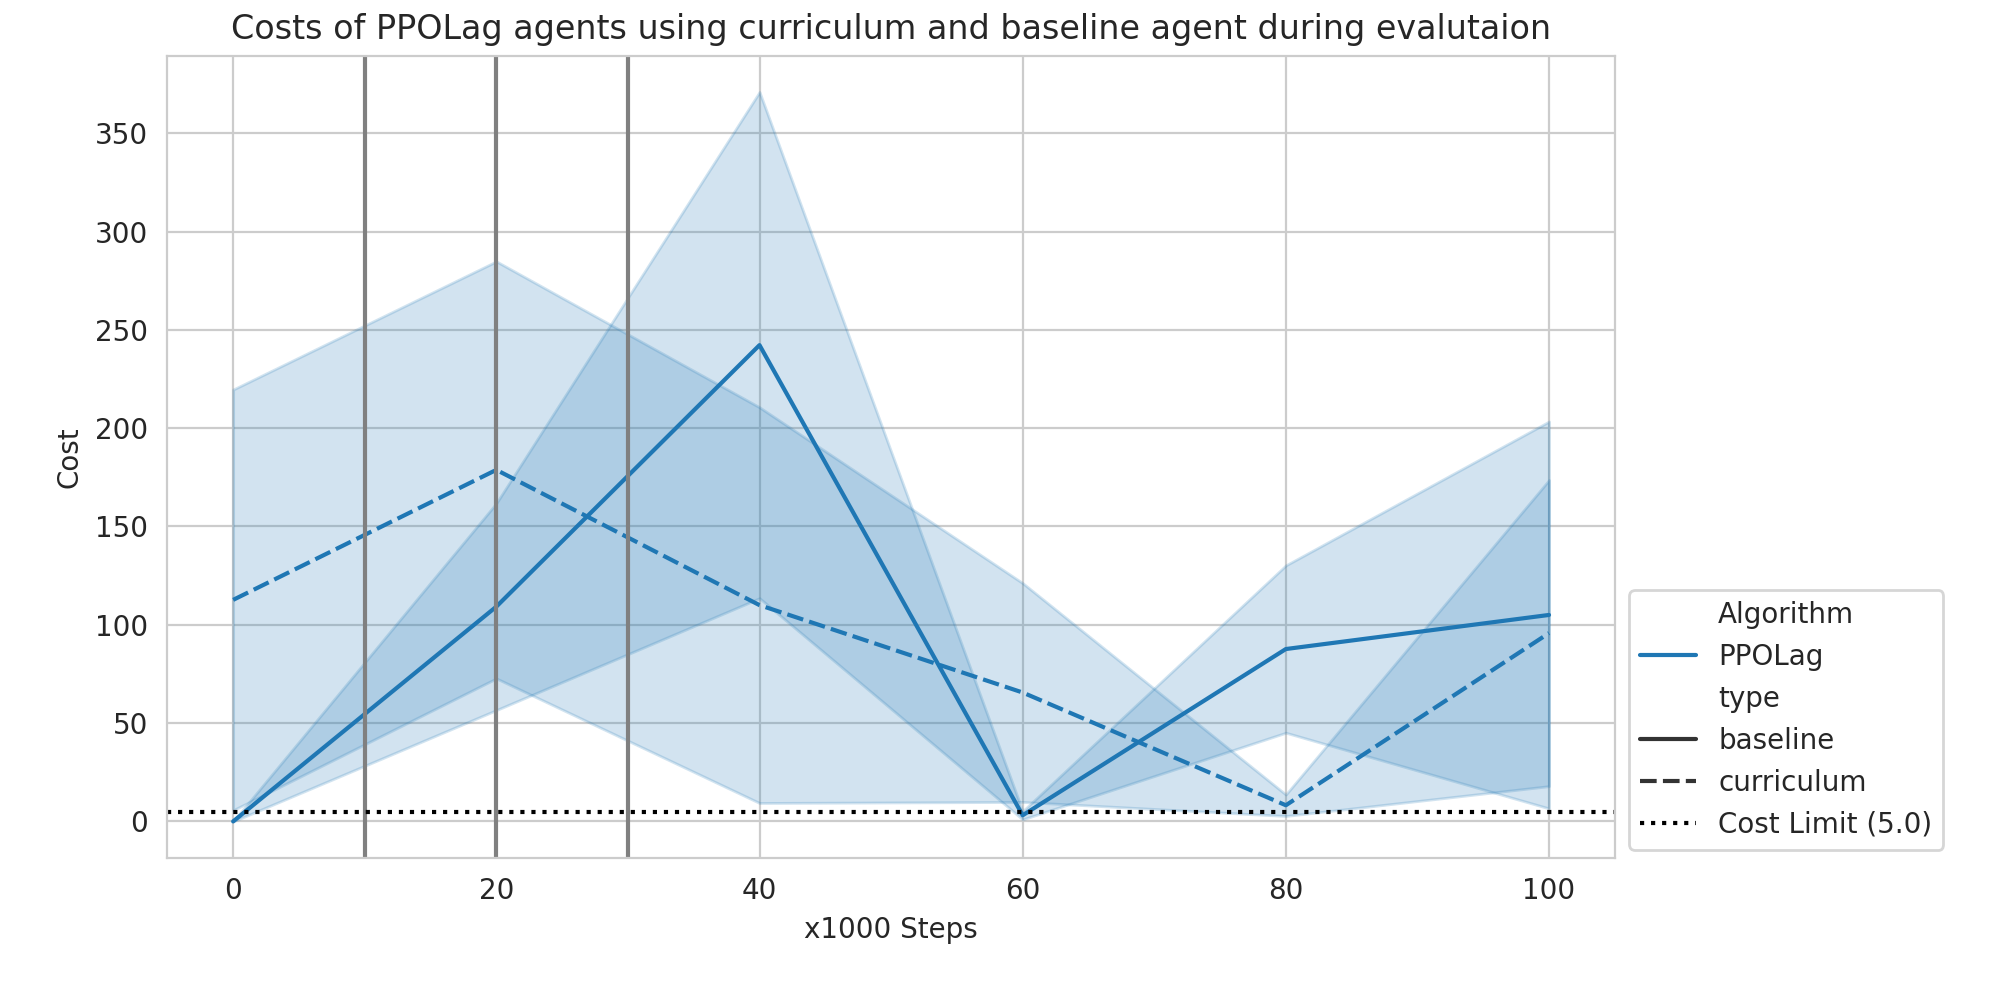 Costs of PPOLag agents using curriculum and baseline agent during evalutaion
350
300
250
200
150
100
50
0
Cost
0 20 40 60 80 100
x1000 Steps
Algorithm
PPOLag
type
baseline
curriculum
Cost Limit (5.0)